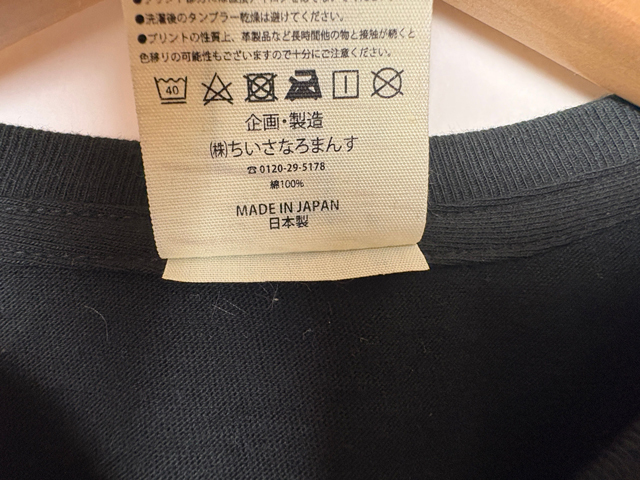 ●洗濯後のタンブラー乾燥は避けてください。
●プリントの性質上、革製品など長時間他の物と接触が続くと
色移りの可能性もございますので十分にご注意ください。
40
企画・製造
㈱ちいさなろまんす
☎0120-29-5178
綿100%
MADE IN JAPAN
日本製